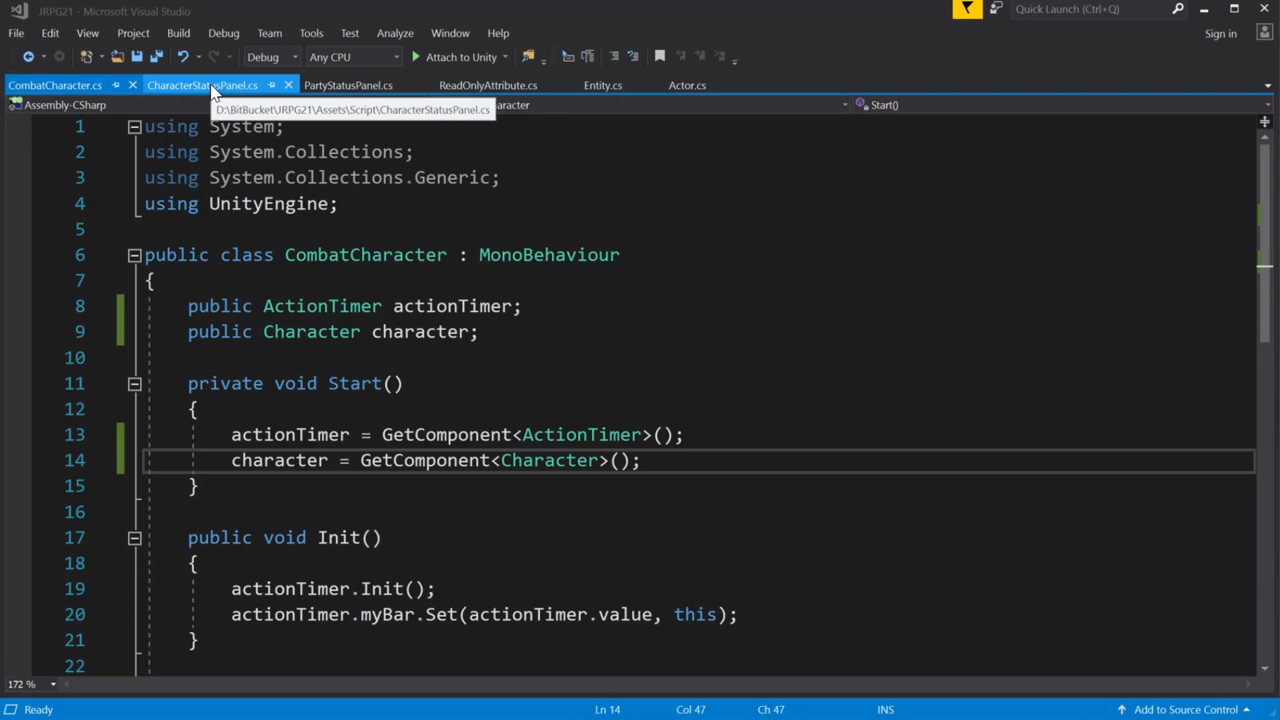 JRPG21 - Microsoft Visual Studio
Quick Launch (Ctrl+Q)
File Edit View Project Build Debug Team Tools Test Analyze Window Help
Sign in
Debug Any CPU Attach to Unity
CombatCharacter.cs CharacterStatusPanel.cs PartyStatusPanel.cs ReadOnlyAttribute.cs Entity.cs Actor.cs
Assembly-CSharp
Start()
D:\BitBucket\JRPG21\Assets\Script\CharacterStatusPanel.cs
1 using System;
2 using System.Collections;
3 using System.Collections.Generic;
4 using UnityEngine;
5
6 public class CombatCharacter : MonoBehaviour
7 {
8 public ActionTimer actionTimer;
9 public Character character;
10
11 private void Start()
12 {
13 actionTimer = GetComponent<ActionTimer>();
14 character = GetComponent<Character>();
15 }
16
17 public void Init()
18 {
19 actionTimer.Init();
20 actionTimer.myBar.Set(actionTimer.value, this);
21 }
22
172 %
Ready Ln 14 Col 47 Ch 47 INS Add to Source Control